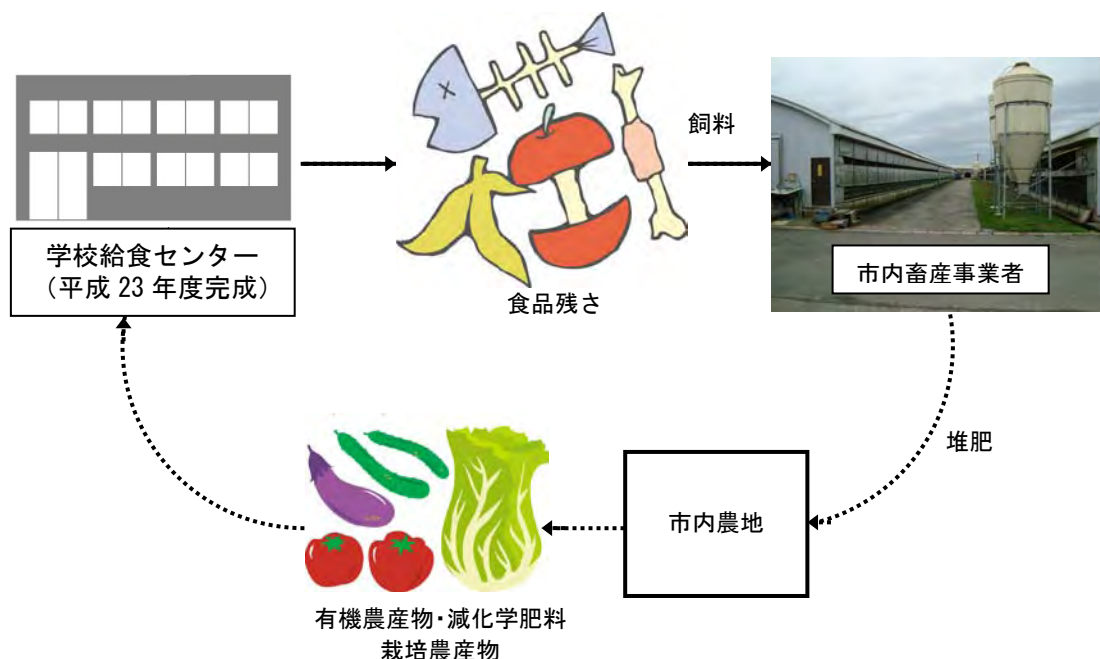 学校給食センター
（平成 23 年度完成）
食品残さ
飼料
市内畜産事業者
堆肥
市内農地
有機農産物・減化学肥料
栽培農産物